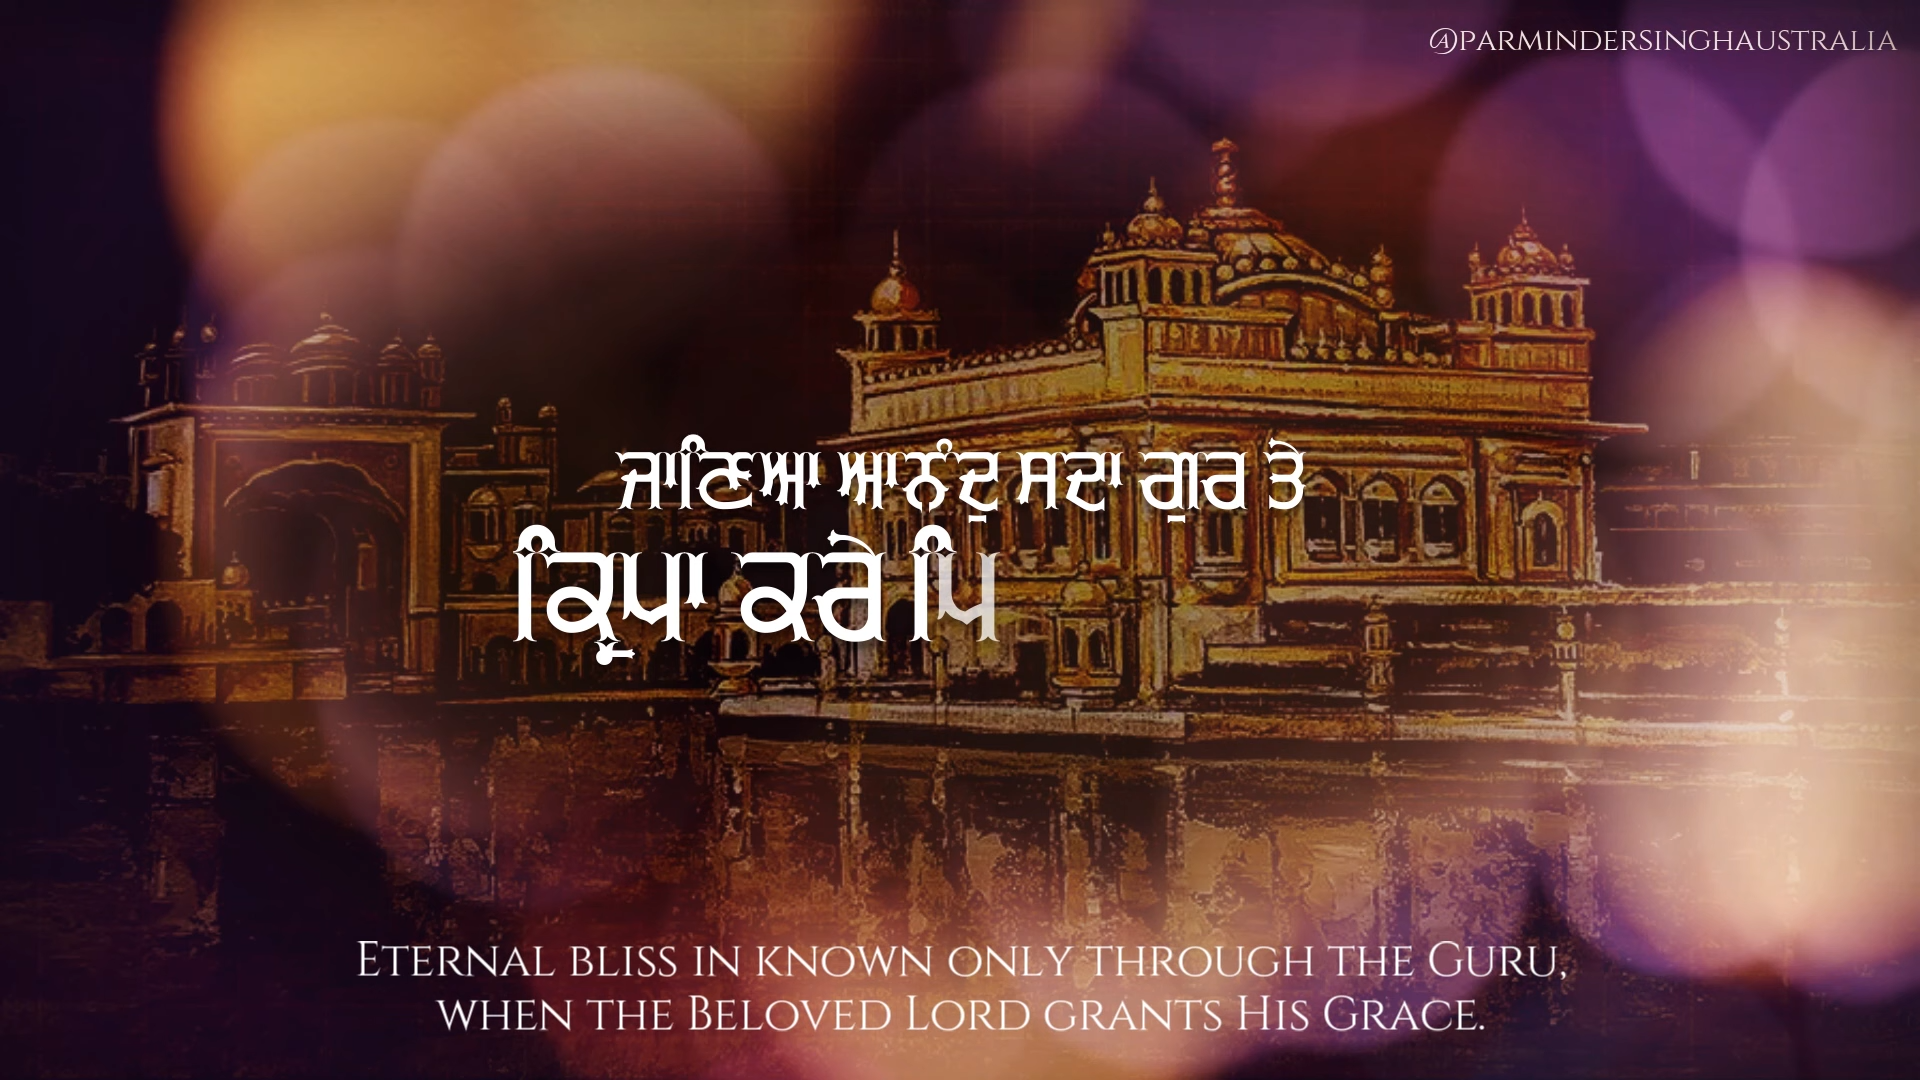 @parmindersinghaustralia
ਜਾਣਿਆ ਆਨੰਦੁ ਸਦਾ ਗੁਰ ਤੇ
ਕ੍ਰਿਪਾ ਕਰੇ ਪਿ
Eternal bliss in known only through the Guru,
when the Beloved Lord grants His Grace.